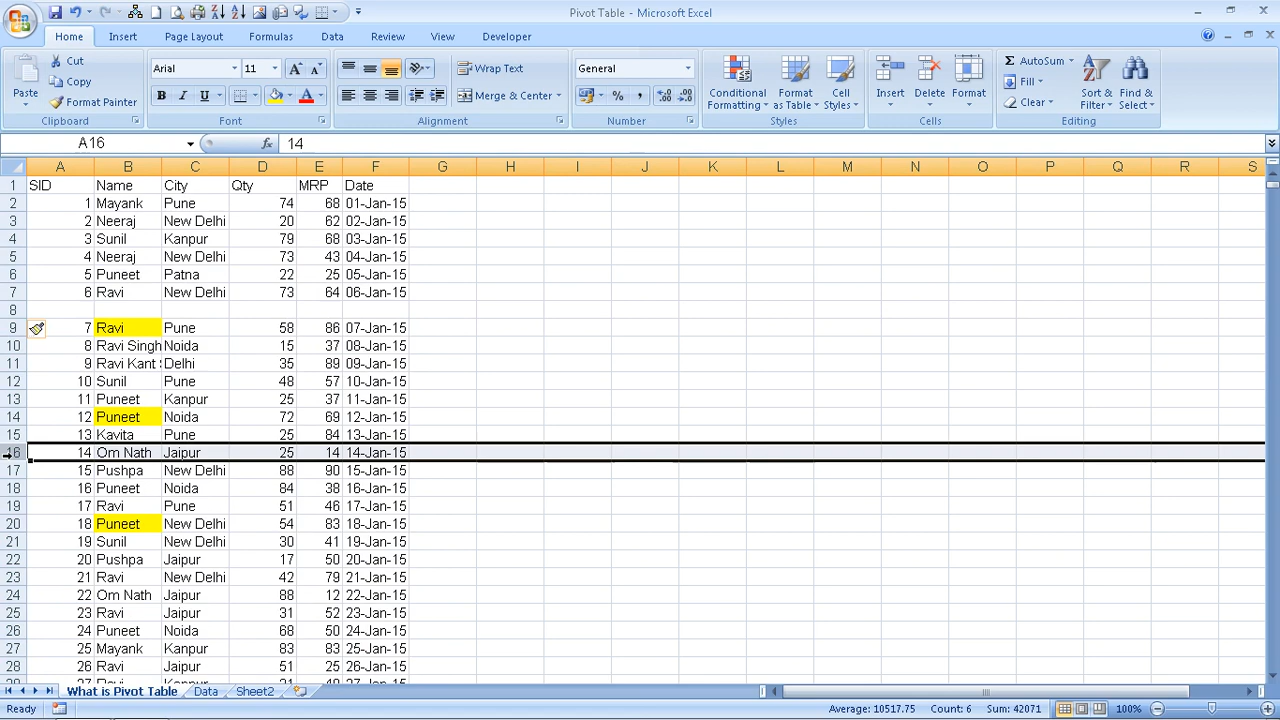 Pivot Table - Microsoft Excel
Home Insert Page Layout Formulas Data Review View Developer
Paste Cut Copy Format Painter Clipboard
Arial 11 B I U A Font
Wrap Text Merge & Center Alignment
General % , Number
Conditional Formatting Format as Table Cell Styles Styles
Insert Delete Format Cells
Σ AutoSum Fill Clear Sort & Filter Find & Select Editing
A16 fx 14
A B C D E F G H I J K L M N O P Q R S
1 SID Name City Qty MRP Date
2 1 Mayank Pune 74 68 01-Jan-15
3 2 Neeraj New Delhi 20 62 02-Jan-15
4 3 Sunil Kanpur 79 68 03-Jan-15
5 4 Neeraj New Delhi 73 43 04-Jan-15
6 5 Puneet Patna 22 25 05-Jan-15
7 6 Ravi New Delhi 73 64 06-Jan-15
8
9 7 Ravi Pune 58 86 07-Jan-15
10 8 Ravi Singh Noida 15 37 08-Jan-15
11 9 Ravi Kant Delhi 35 89 09-Jan-15
12 10 Sunil Pune 48 57 10-Jan-15
13 11 Puneet Kanpur 25 37 11-Jan-15
14 12 Puneet Noida 72 69 12-Jan-15
15 13 Kavita Pune 25 84 13-Jan-15
16 14 Om Nath Jaipur 25 14 14-Jan-15
17 15 Pushpa New Delhi 88 90 15-Jan-15
18 16 Puneet Noida 84 38 16-Jan-15
19 17 Ravi Pune 51 46 17-Jan-15
20 18 Puneet New Delhi 54 83 18-Jan-15
21 19 Sunil New Delhi 30 41 19-Jan-15
22 20 Pushpa Jaipur 17 50 20-Jan-15
23 21 Ravi New Delhi 42 79 21-Jan-15
24 22 Om Nath Jaipur 88 12 22-Jan-15
25 23 Ravi Jaipur 31 52 23-Jan-15
26 24 Puneet Noida 68 50 24-Jan-15
27 25 Mayank Kanpur 83 83 25-Jan-15
28 26 Ravi Jaipur 51 25 26-Jan-15
What is Pivot Table Data Sheet2
Ready Average: 10517.75 Count: 6 Sum: 42071 100%